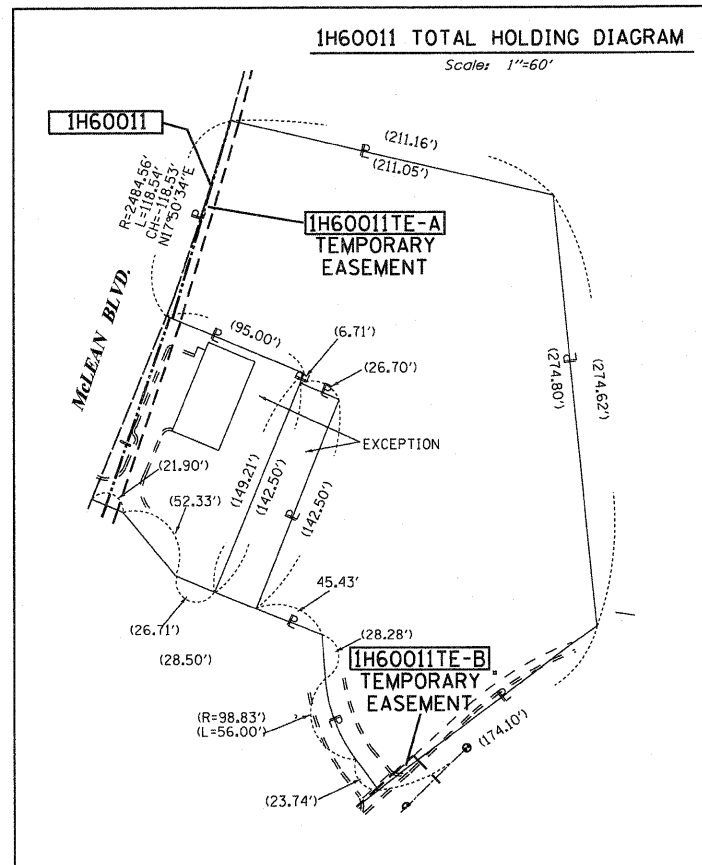 1H60011 TOTAL HOLDING DIAGRAM
Scale: 1"=60'
1H60011
(211.16')
(211.05')
R=2484.56'
L=118.54'
CH=118.53'
N17°50'34"E
1H60011TE-A
TEMPORARY
EASEMENT
McLEAN BLVD.
(95.00')
(6.71')
(26.70')
(274.80')
(274.62')
EXCEPTION
(21.90')
(149.21')
(142.50')
(142.50')
(52.33')
45.43'
(26.71')
(28.28')
(28.50')
1H60011TE-B
TEMPORARY
EASEMENT
(R=98.83')
(L=56.00')
(174.10')
(23.74')